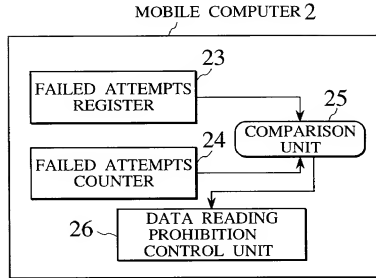 MOBILE COMPUTER 2
23
FAILED ATTEMPTS
REGISTER
25
COMPARISON
UNIT
24
FAILED ATTEMPTS
COUNTER
26
DATA READING
PROHIBITION
CONTROL UNIT